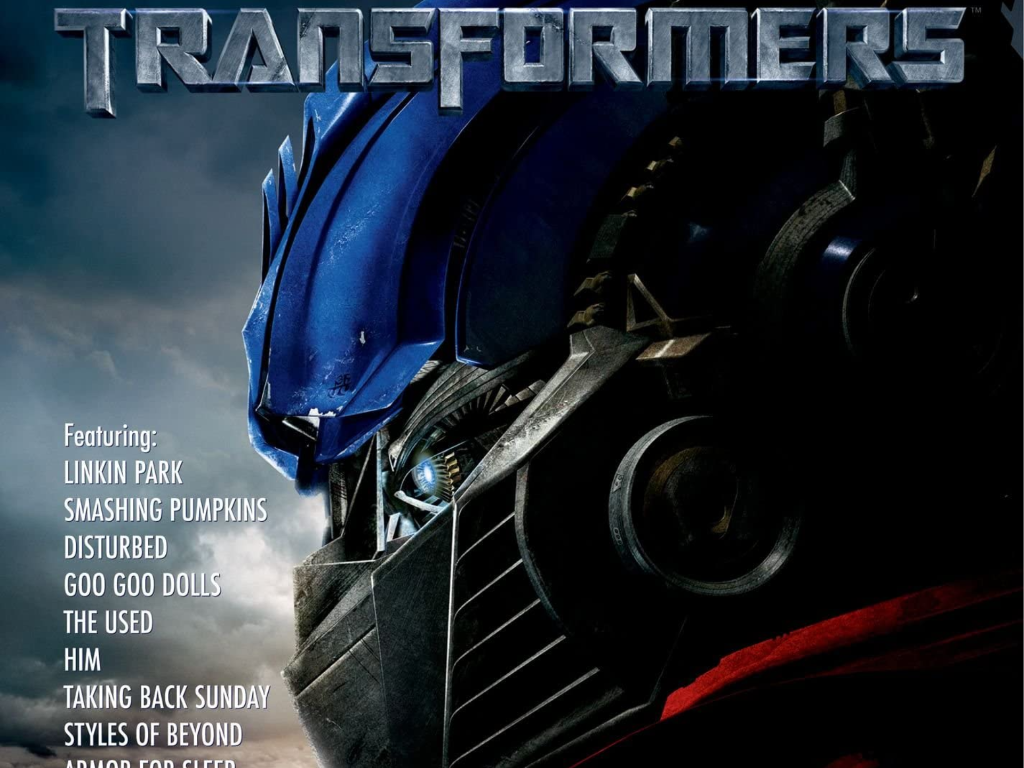 TRANSFORMERS™
Featuring:
LINKIN PARK
SMASHING PUMPKINS
DISTURBED
GOO GOO DOLLS
THE USED
HIM
TAKING BACK SUNDAY
STYLES OF BEYOND
ARMOR FOR SLEEP